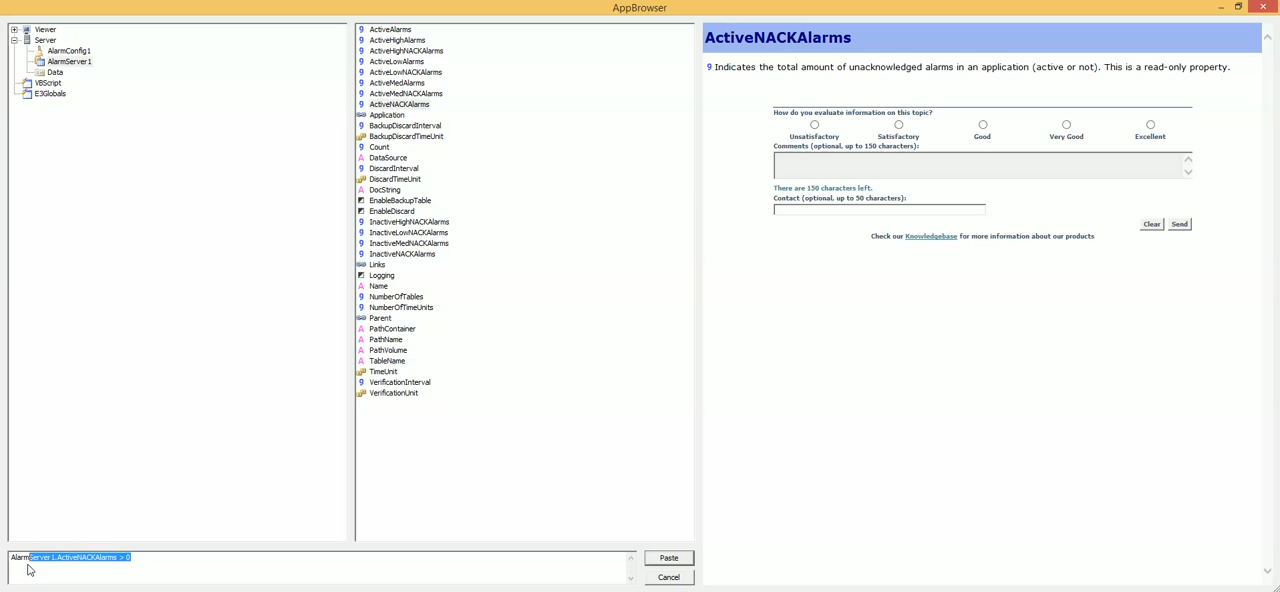 AppBrowser
Viewer
Server
AlarmConfig1
AlarmServer1
Data
VBScript
E3Globals
ActiveAlarms
ActiveHighAlarms
ActiveHighNACKAlarms
ActiveLowAlarms
ActiveLowNACKAlarms
ActiveMedAlarms
ActiveMedNACKAlarms
ActiveNACKAlarms
Application
BackupDiscardInterval
BackupDiscardTimeUnit
Count
DataSource
DiscardInterval
DiscardTimeUnit
DocString
EnableBackupTable
EnableDiscard
InactiveHighNACKAlarms
InactiveLowNACKAlarms
InactiveMedNACKAlarms
InactiveNACKAlarms
Links
Logging
Name
NumberOfTables
NumberOfTimeUnits
Parent
PathContainer
PathName
PathVolume
TableName
TimeUnit
VerificationInterval
VerificationUnit
ActiveNACKAlarms
Indicates the total amount of unacknowledged alarms in an application (active or not). This is a read-only property.
How do you evaluate information on this topic?
Unsatisfactory Satisfactory Good Very Good Excellent
Comments (optional, up to 150 characters):
There are 150 characters left.
Contact (optional, up to 50 characters):
Clear Send
Check our Knowledgebase for more information about our products
AlarmServer1.ActiveNACKAlarms > 0
Paste
Cancel